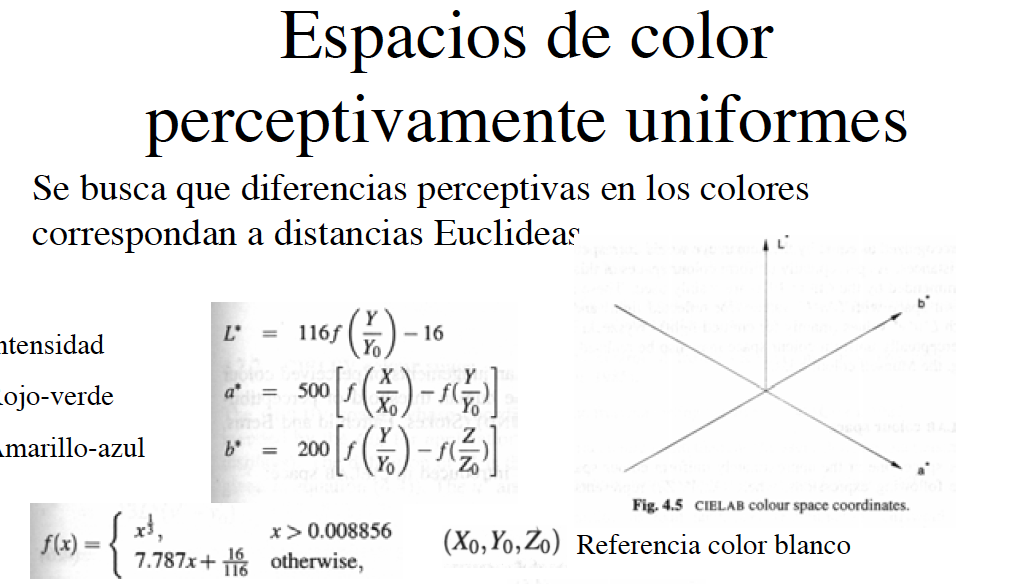 Espacios de color
perceptivamente uniformes
Se busca que diferencias perceptivas en los colores
correspondan a distancias Euclideas
L*
b*
a*
ntensidad
L* = 116f(Y/Y₀) − 16
ojo-verde
a* = 500[f(X/X₀) − f(Y/Y₀)]
marillo-azul
b* = 200[f(Y/Y₀) − f(Z/Z₀)]
Fig. 4.5 CIELAB colour space coordinates.
f(x) = { x^(1/3), x > 0.008856
7.787x + 16/116 otherwise,
(X₀, Y₀, Z₀) Referencia color blanco